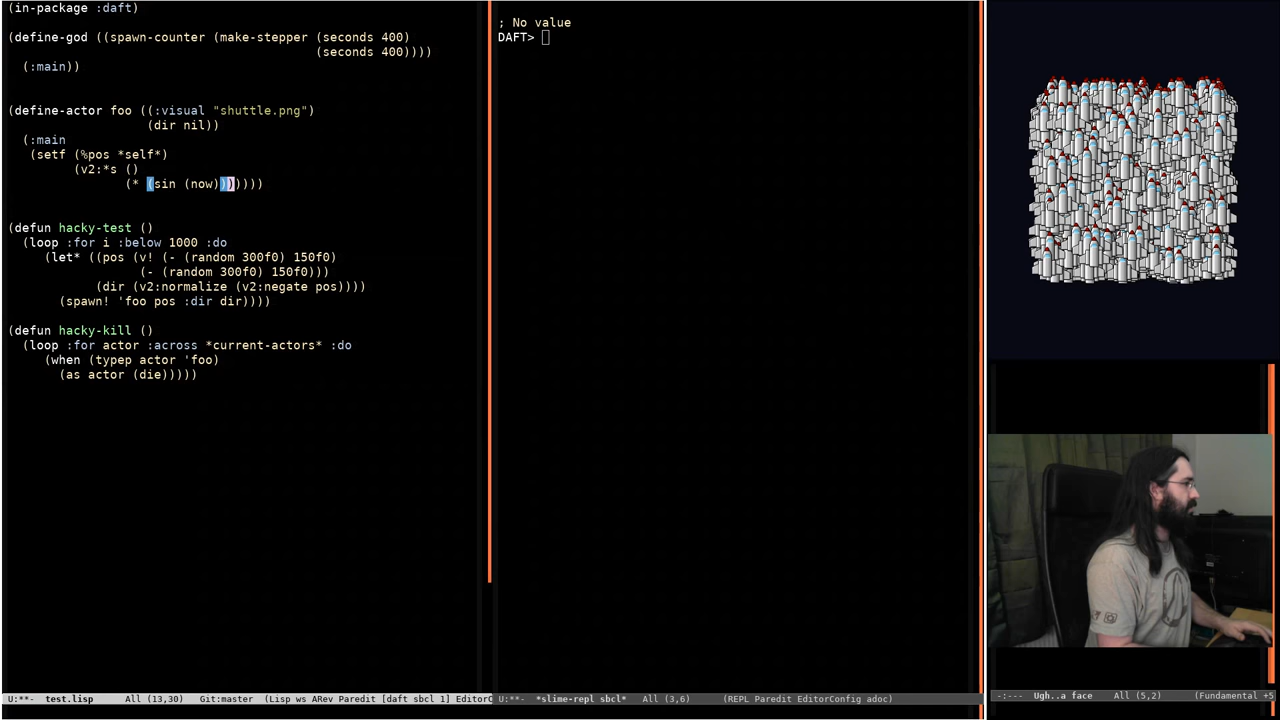 (in-package :daft)
(define-god ((spawn-counter (make-stepper (seconds 400)
(seconds 400))))
(:main))
(define-actor foo ((:visual "shuttle.png")
(dir nil))
(:main
(setf (%pos *self*)
(v2:*s ()
(* (sin (now))))))
(defun hacky-test ()
(loop :for i :below 1000 :do
(let* ((pos (v! (- (random 300f0) 150f0)
(- (random 300f0) 150f0)))
(dir (v2:normalize (v2:negate pos))))
(spawn! 'foo pos :dir dir))))
(defun hacky-kill ()
(loop :for actor :across *current-actors* :do
(when (typep actor 'foo)
(as actor (die)))))
U:**- test.lisp All (13,30) Git:master (Lisp ws ARev Paredit [daft sbcl 1] EditorC
; No value
DAFT>
U:**- *slime-repl sbcl* All (3,6) (REPL Paredit EditorConfig adoc)
-:--- Ugh..a face All (5,2) (Fundamental +5